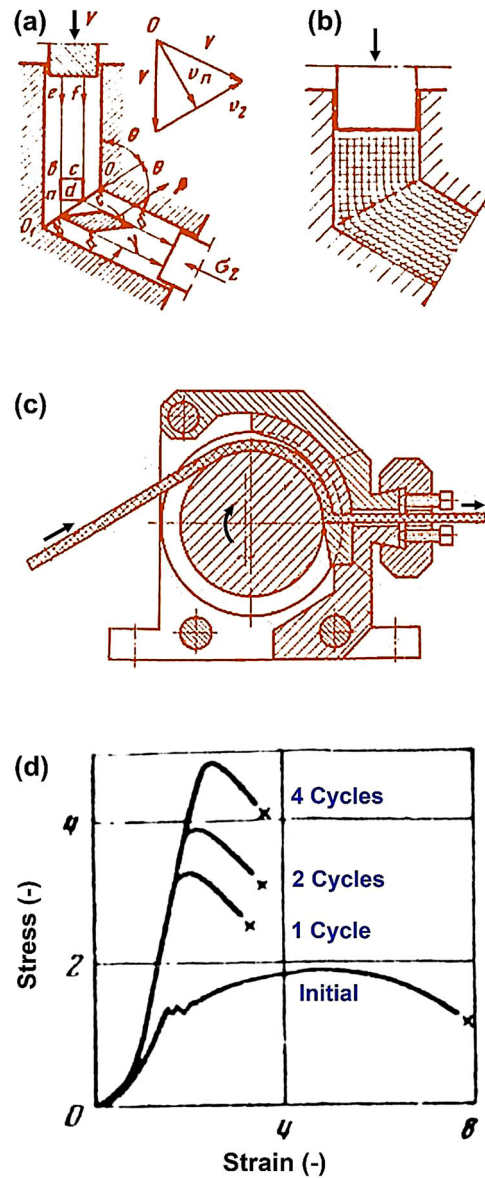 (a)
V
O
V
V
υп
υ2
e f
в c
п d
O
O1
θ
θ
β
γ
σ2
(b)
(c)
(d)
4 Cycles
2 Cycles
1 Cycle
Initial
4
2
0
4
8
Stress (-)
Strain (-)